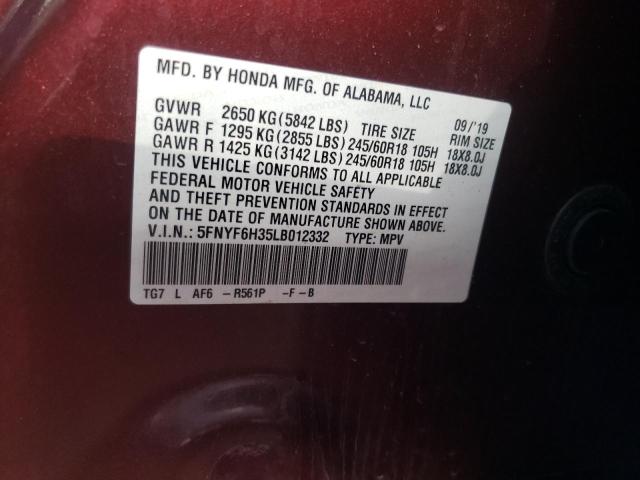 MFD. BY HONDA MFG. OF ALABAMA, LLC
09/'19
GVWR 2650 KG(5842 LBS) TIRE SIZE RIM SIZE
GAWR F 1295 KG(2855 LBS) 245/60R18 105H 18X8.0J
GAWR R 1425 KG(3142 LBS) 245/60R18 105H 18X8.0J
THIS VEHICLE CONFORMS TO ALL APPLICABLE
FEDERAL MOTOR VEHICLE SAFETY
AND THEFT PREVENTION STANDARDS IN EFFECT
ON THE DATE OF MANUFACTURE SHOWN ABOVE.
V.I.N.: 5FNYF6H35LB012332 TYPE: MPV
TG7 L AF6 -R561P -F-B